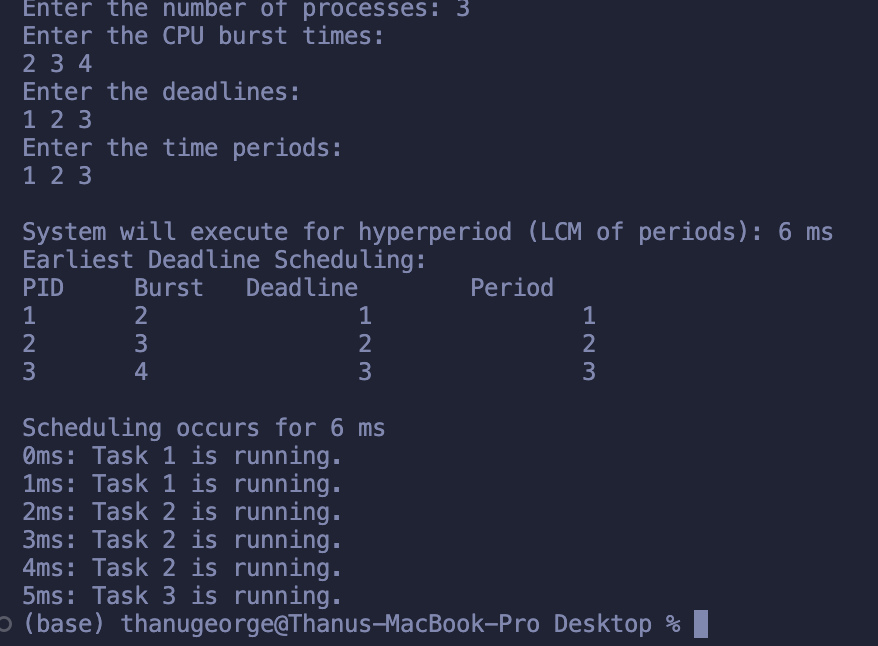 Enter the number of processes: 3
Enter the CPU burst times:
2 3 4
Enter the deadlines:
1 2 3
Enter the time periods:
1 2 3
System will execute for hyperperiod (LCM of periods): 6 ms
Earliest Deadline Scheduling:
PID Burst Deadline Period
1 2 1 1
2 3 2 2
3 4 3 3
Scheduling occurs for 6 ms
0ms: Task 1 is running.
1ms: Task 1 is running.
2ms: Task 2 is running.
3ms: Task 2 is running.
4ms: Task 2 is running.
5ms: Task 3 is running.
(base) thanugeorge@Thanus-MacBook-Pro Desktop %